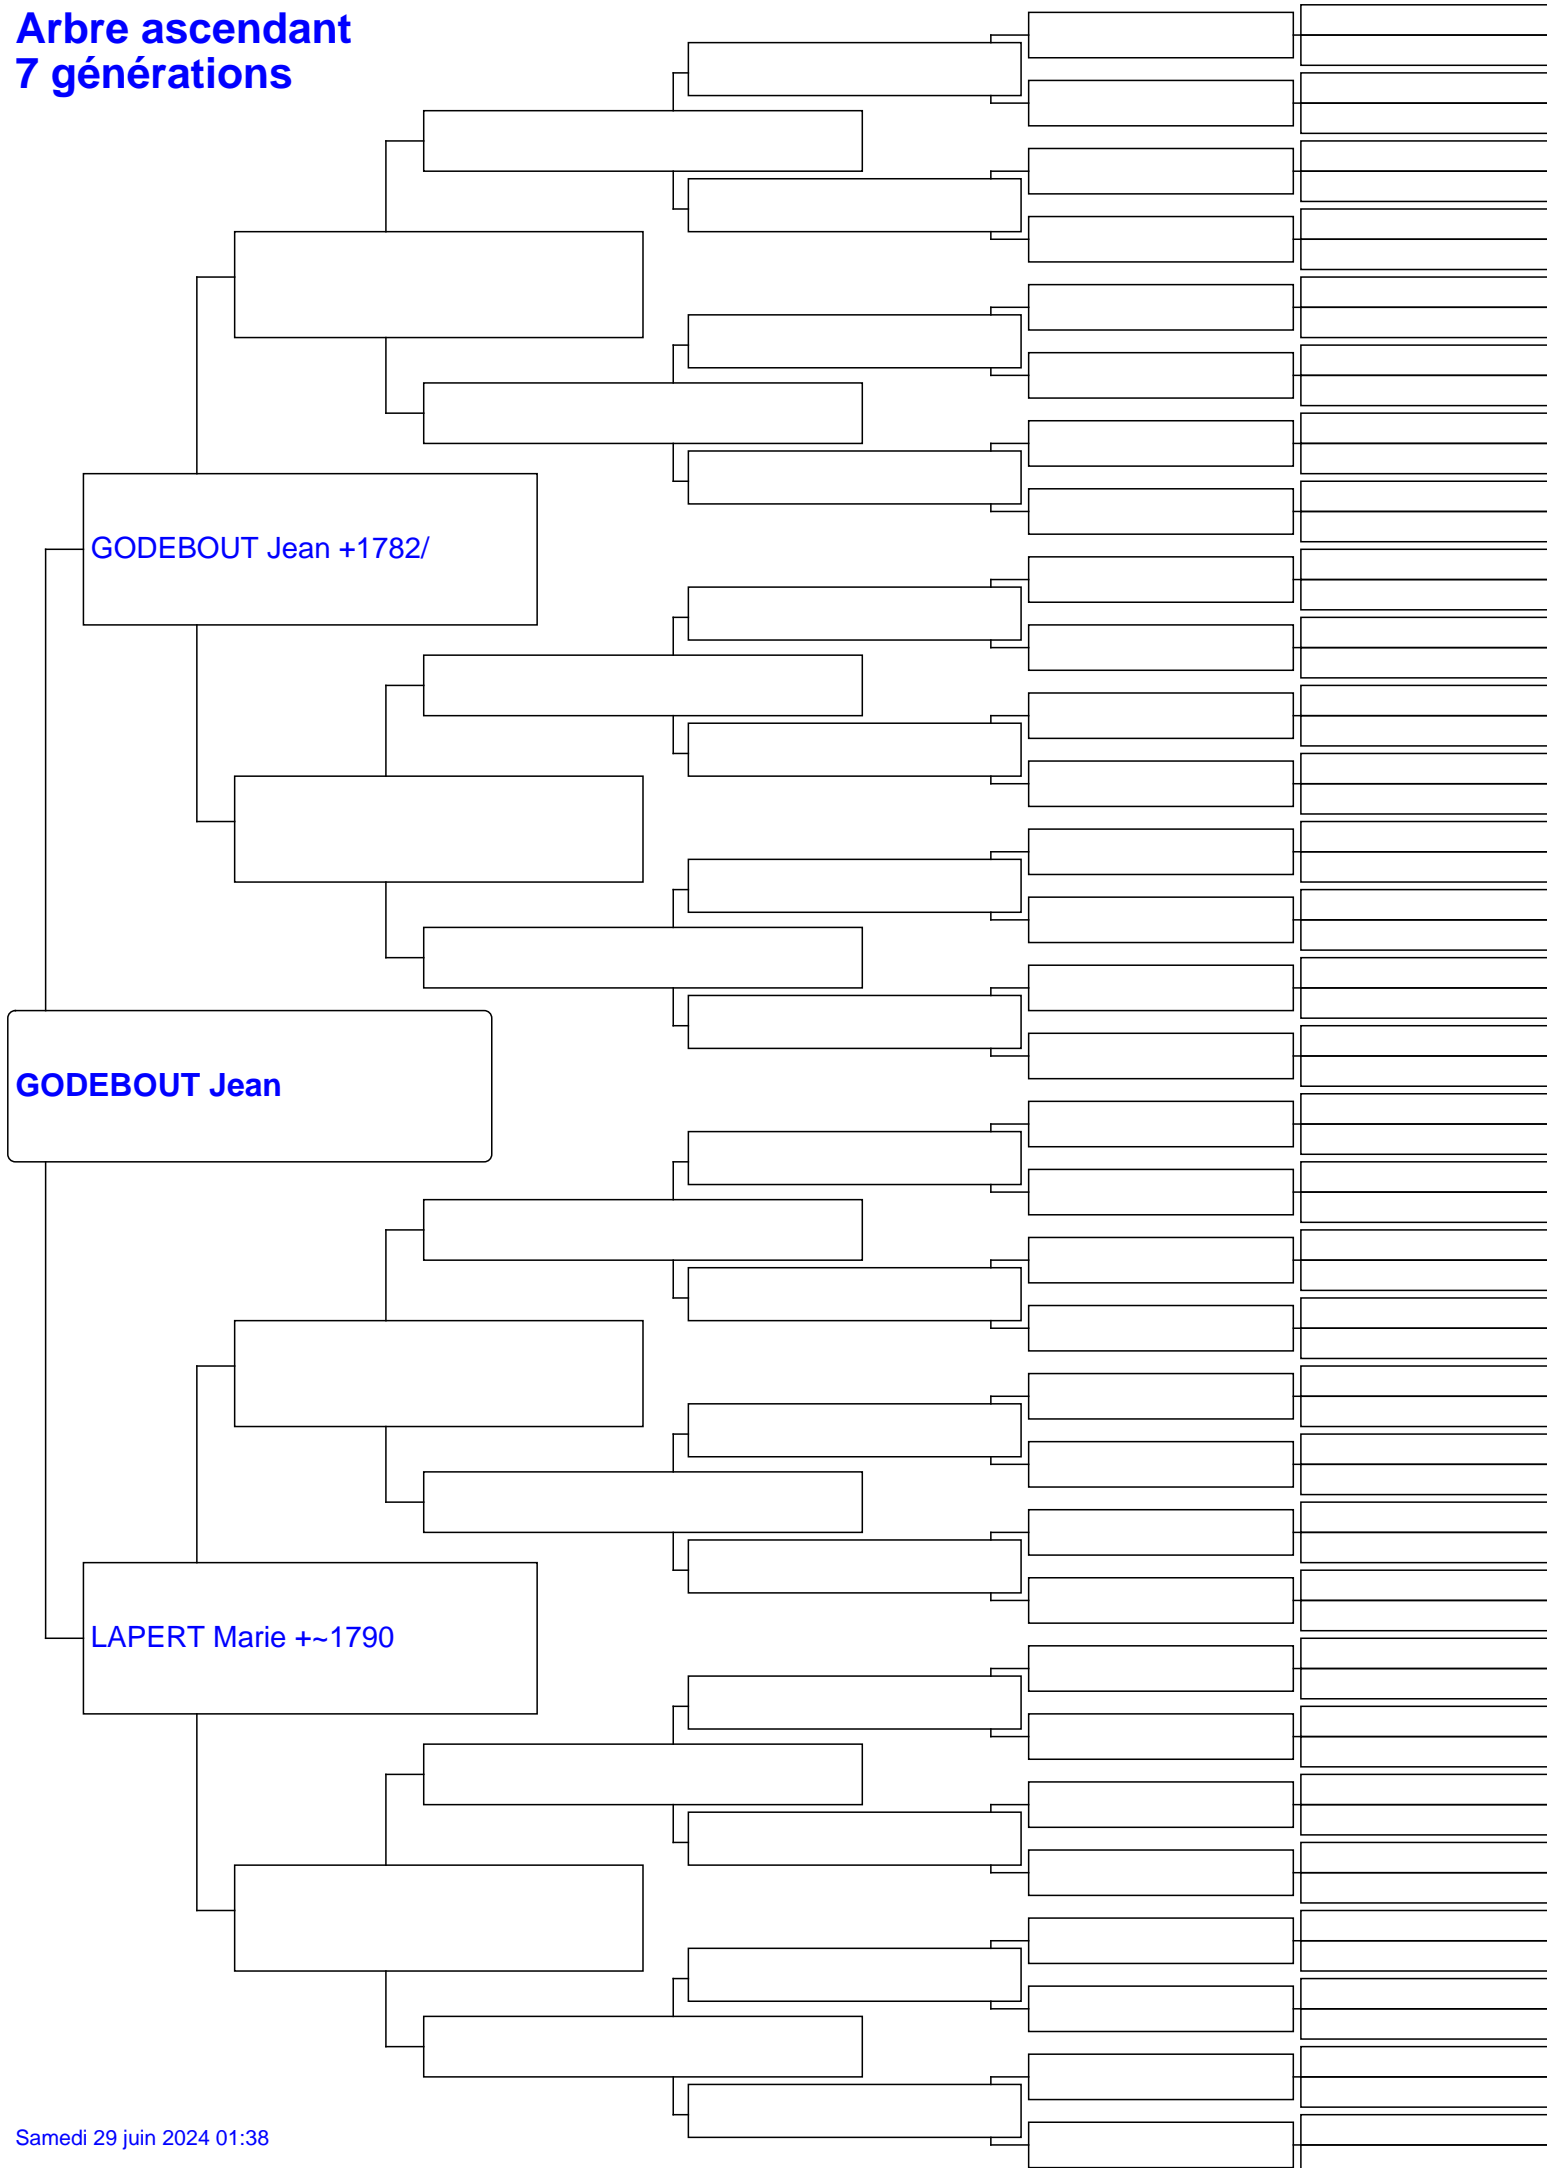 Arbre ascendant
7 générations
GODEBOUT Jean +1782/
GODEBOUT Jean
LAPERT Marie +~1790
Samedi 29 juin 2024 01:38